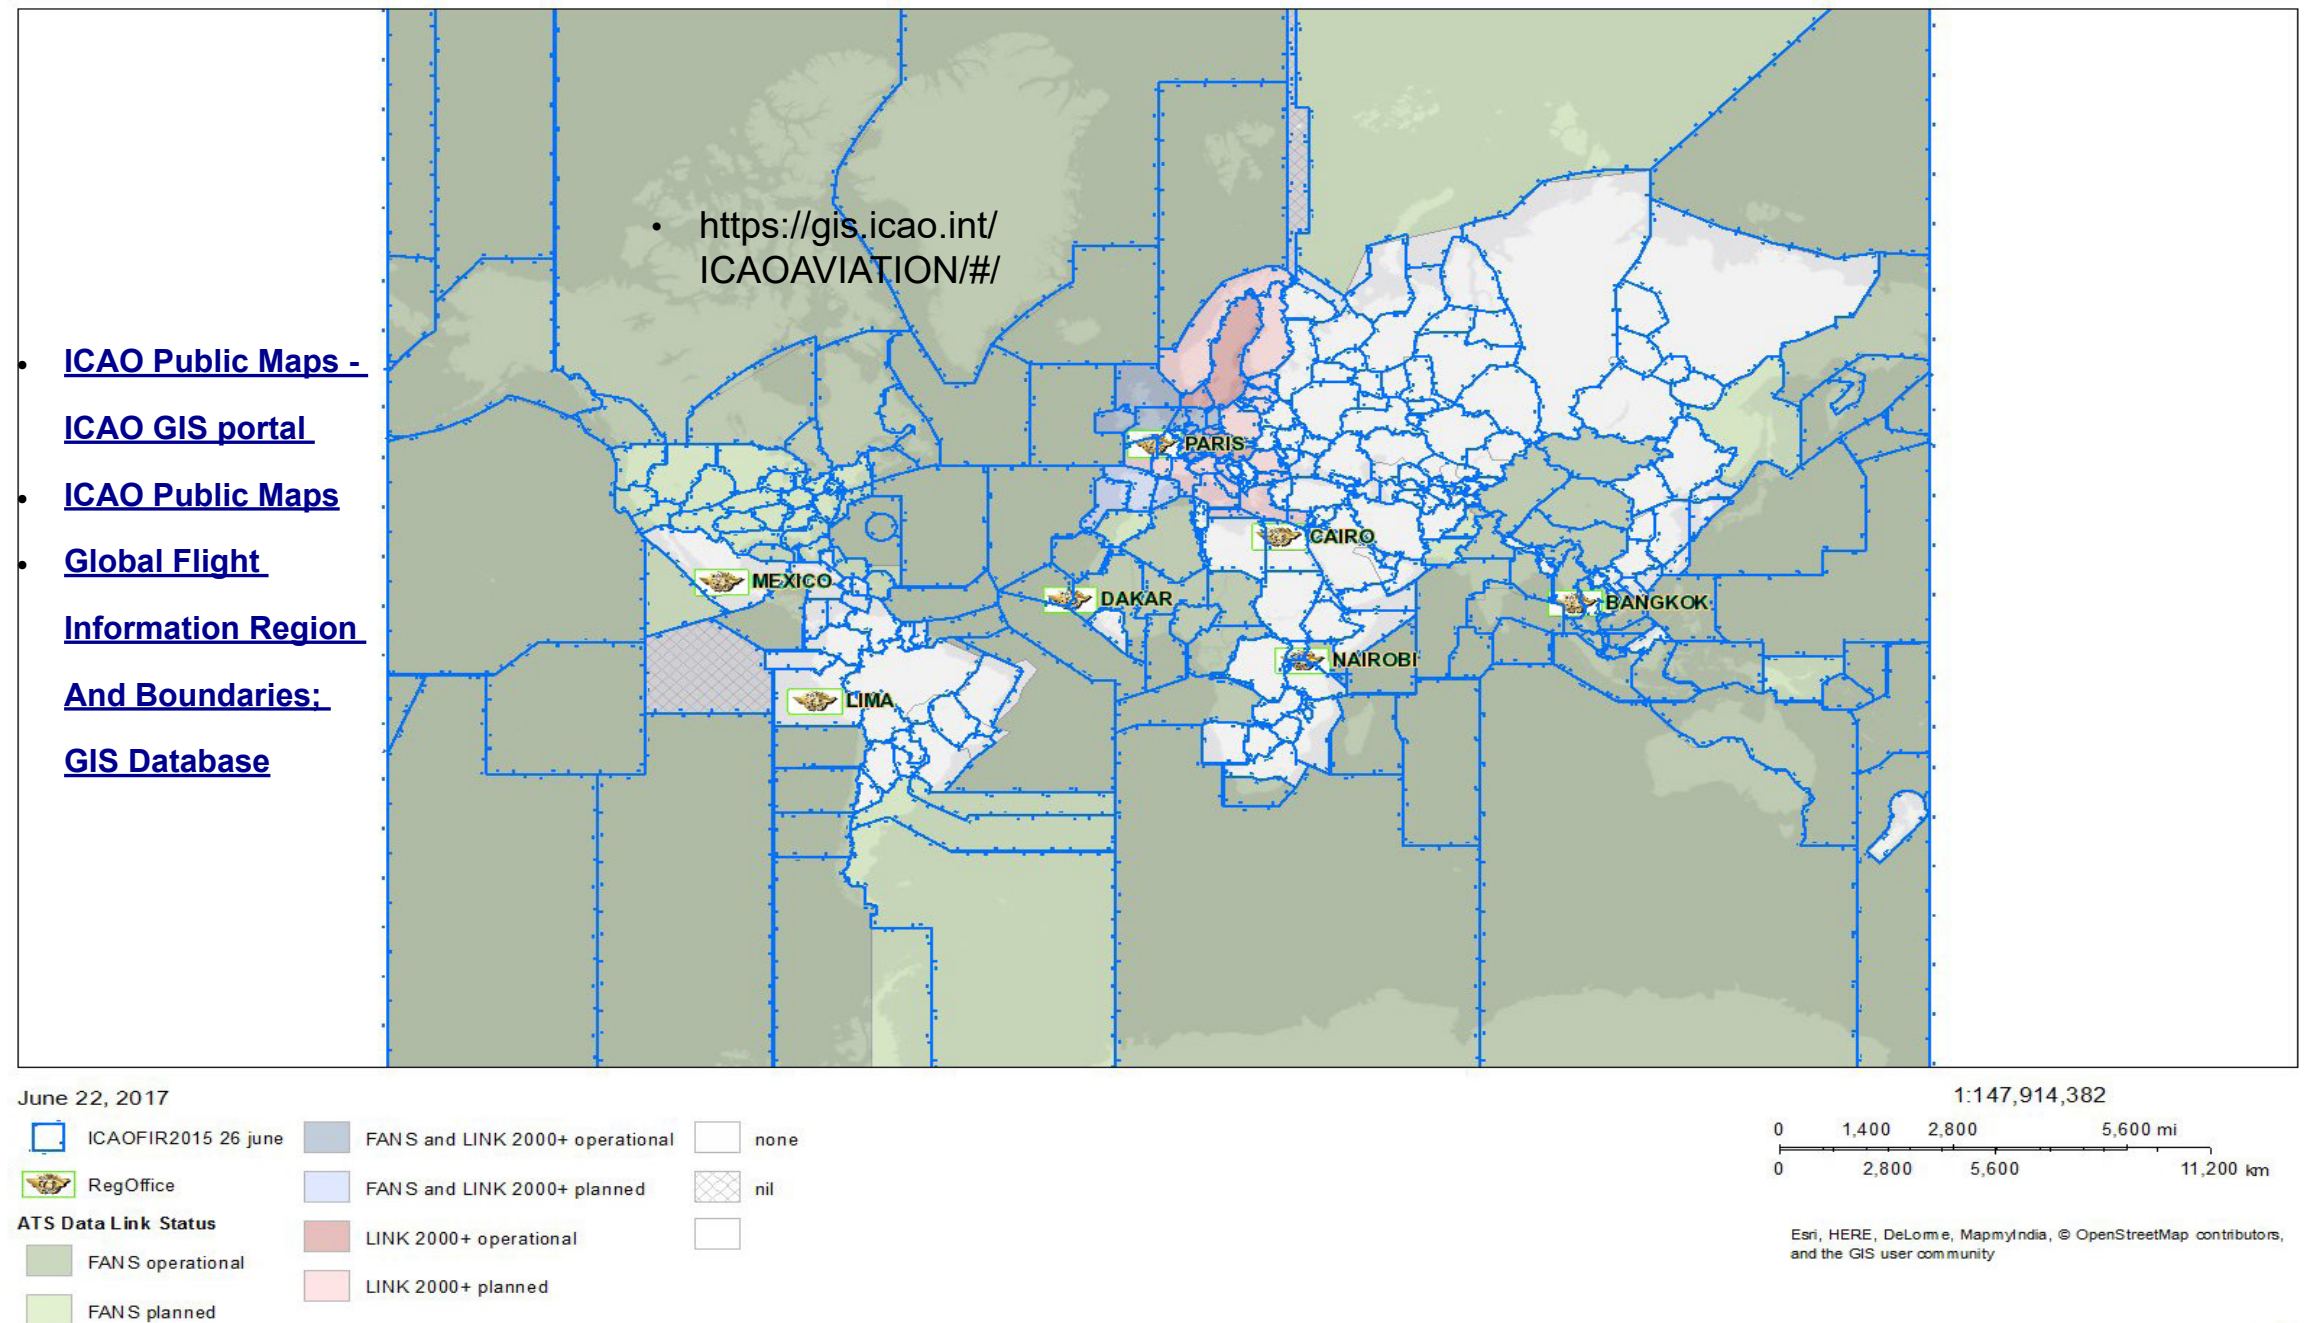 https://gis.icao.int/
ICAOAVIATION/#/
ICAO Public Maps -
ICAO GIS portal
ICAO Public Maps
Global Flight
Information Region
And Boundaries;
GIS Database
PARIS
CAIRO
MEXICO
DAKAR
BANGKOK
NAIROBI
LIMA
June 22, 2017
ICAOFIR2015 26 june
RegOffice
ATS Data Link Status
FANS operational
FANS planned
FANS and LINK 2000+ operational
FANS and LINK 2000+ planned
LINK 2000+ operational
LINK 2000+ planned
none
nil
1:147,914,382
0 1,400 2,800 5,600 mi
0 2,800 5,600 11,200 km
Esri, HERE, DeLorme, MapmyIndia, © OpenStreetMap contributors,
and the GIS user community